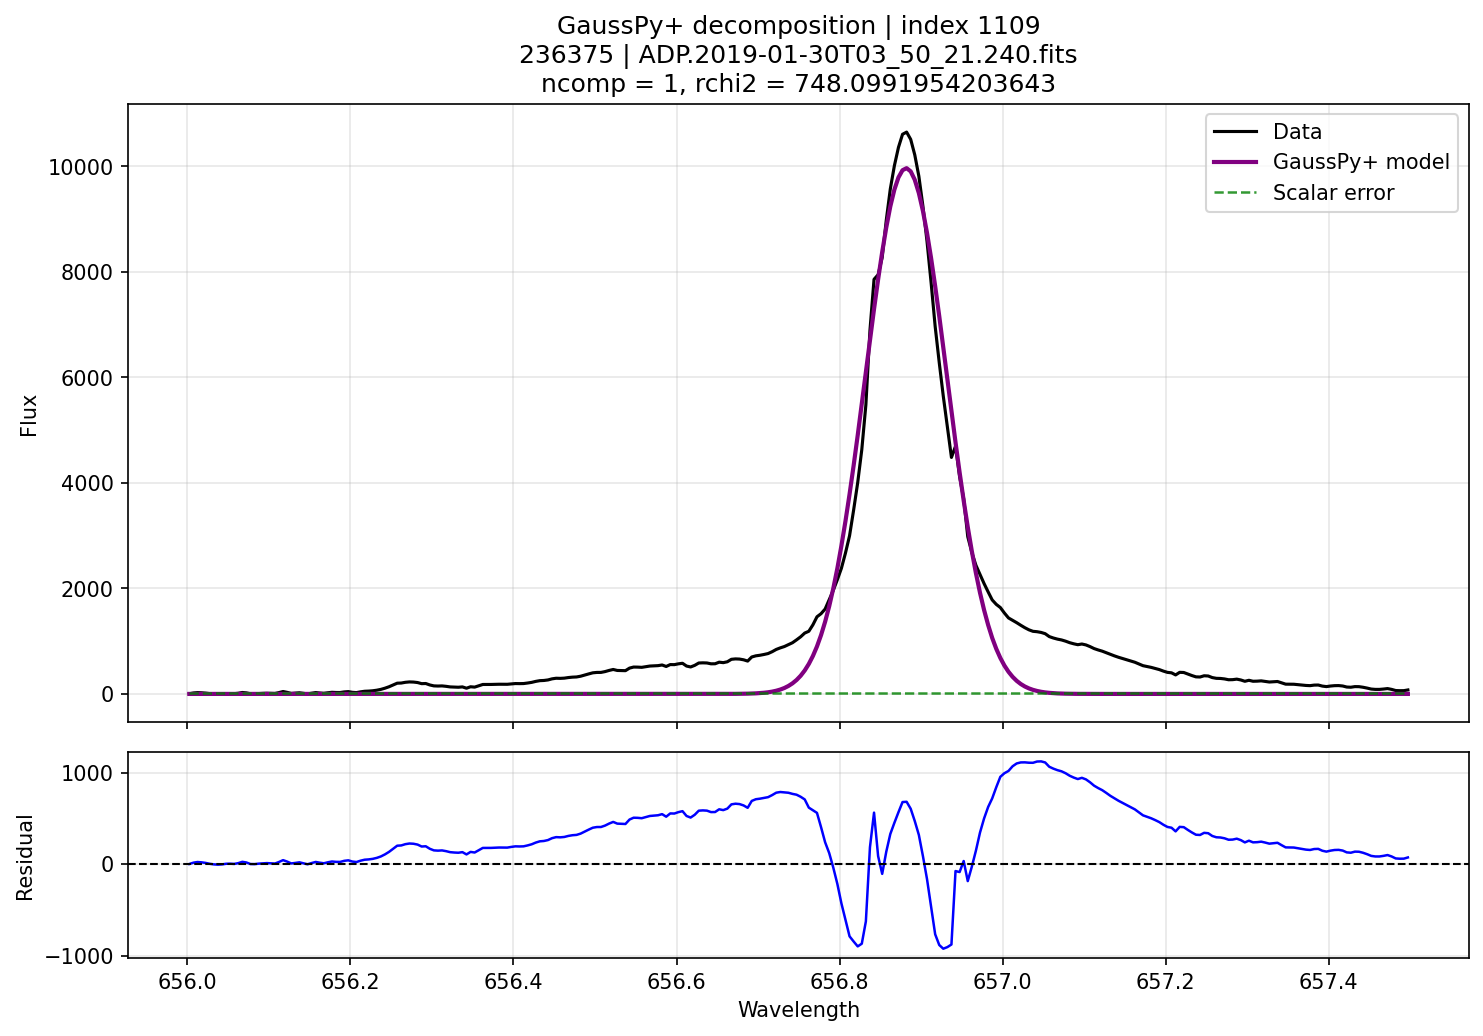 GaussPy+ decomposition | index 1109
236375 | ADP.2019-01-30T03_50_21.240.fits
ncomp = 1, rchi2 = 748.0991954203643
Data
GaussPy+ model
Scalar error
Flux
10000
8000
6000
4000
2000
0
Residual
1000
0
−1000
656.0 656.2 656.4 656.6 656.8 657.0 657.2 657.4
Wavelength